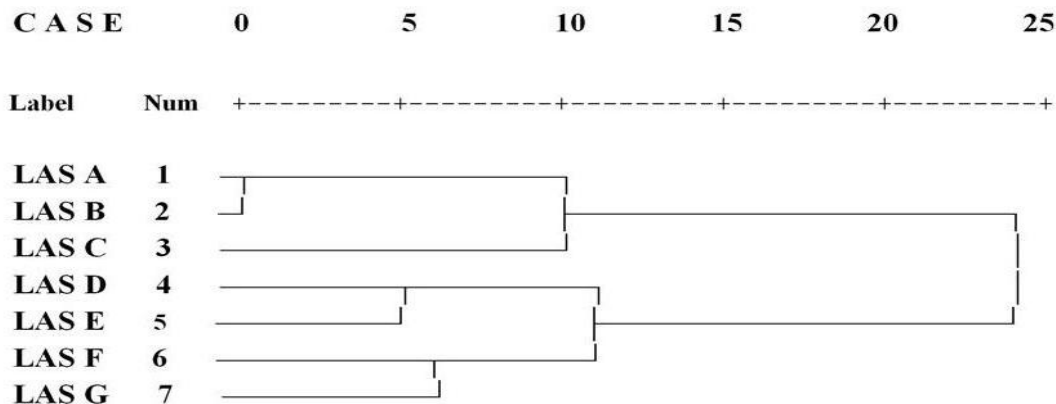 C A S E 0 5 10 15 20 25
Label Num +---------+---------+---------+---------+---------+
LAS A 1
LAS B 2
LAS C 3
LAS D 4
LAS E 5
LAS F 6
LAS G 7